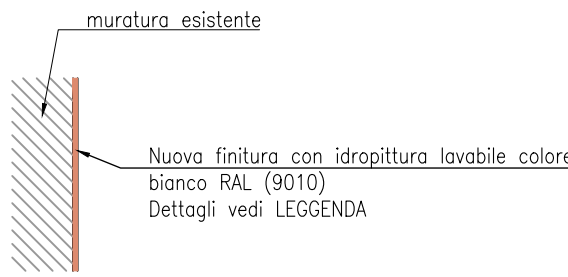 muratura esistente
Nuova finitura con idropittura lavabile colore
bianco RAL (9010)
Dettagli vedi LEGGENDA